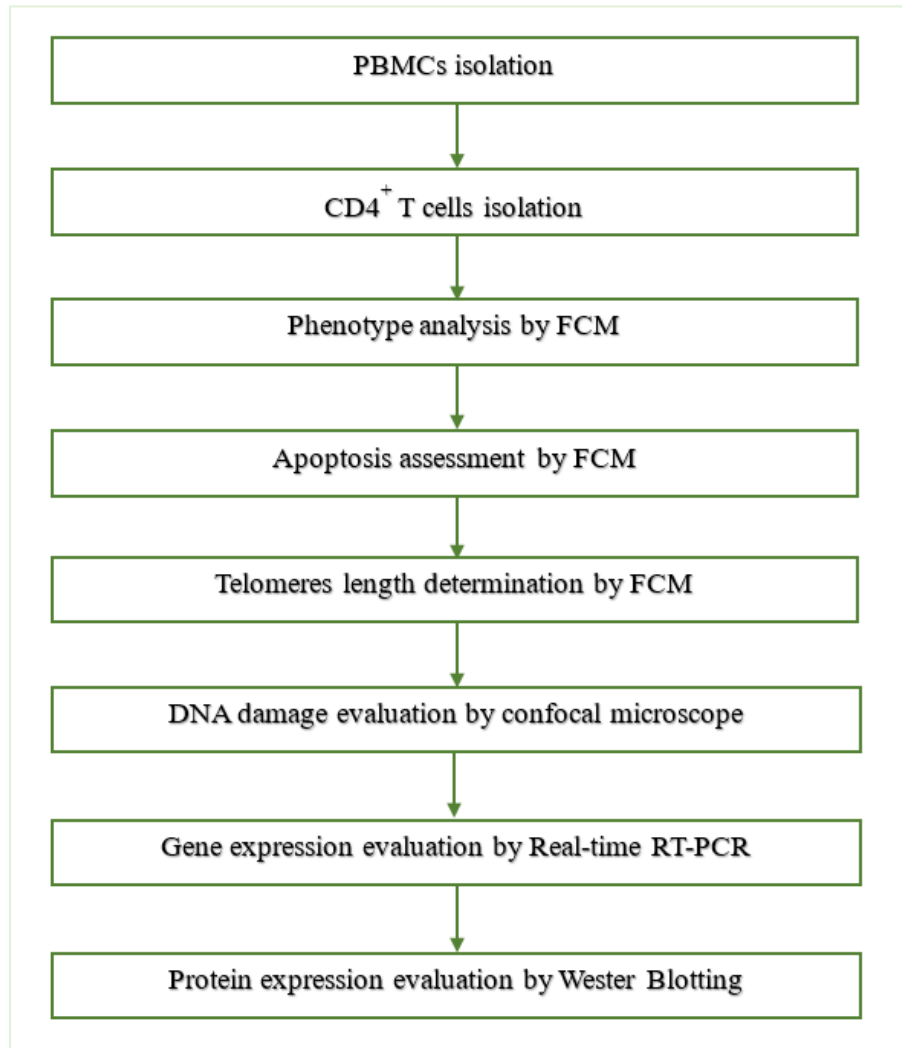 PBMCs isolation
CD4⁺ T cells isolation
Phenotype analysis by FCM
Apoptosis assessment by FCM
Telomeres length determination by FCM
DNA damage evaluation by confocal microscope
Gene expression evaluation by Real-time RT-PCR
Protein expression evaluation by Wester Blotting